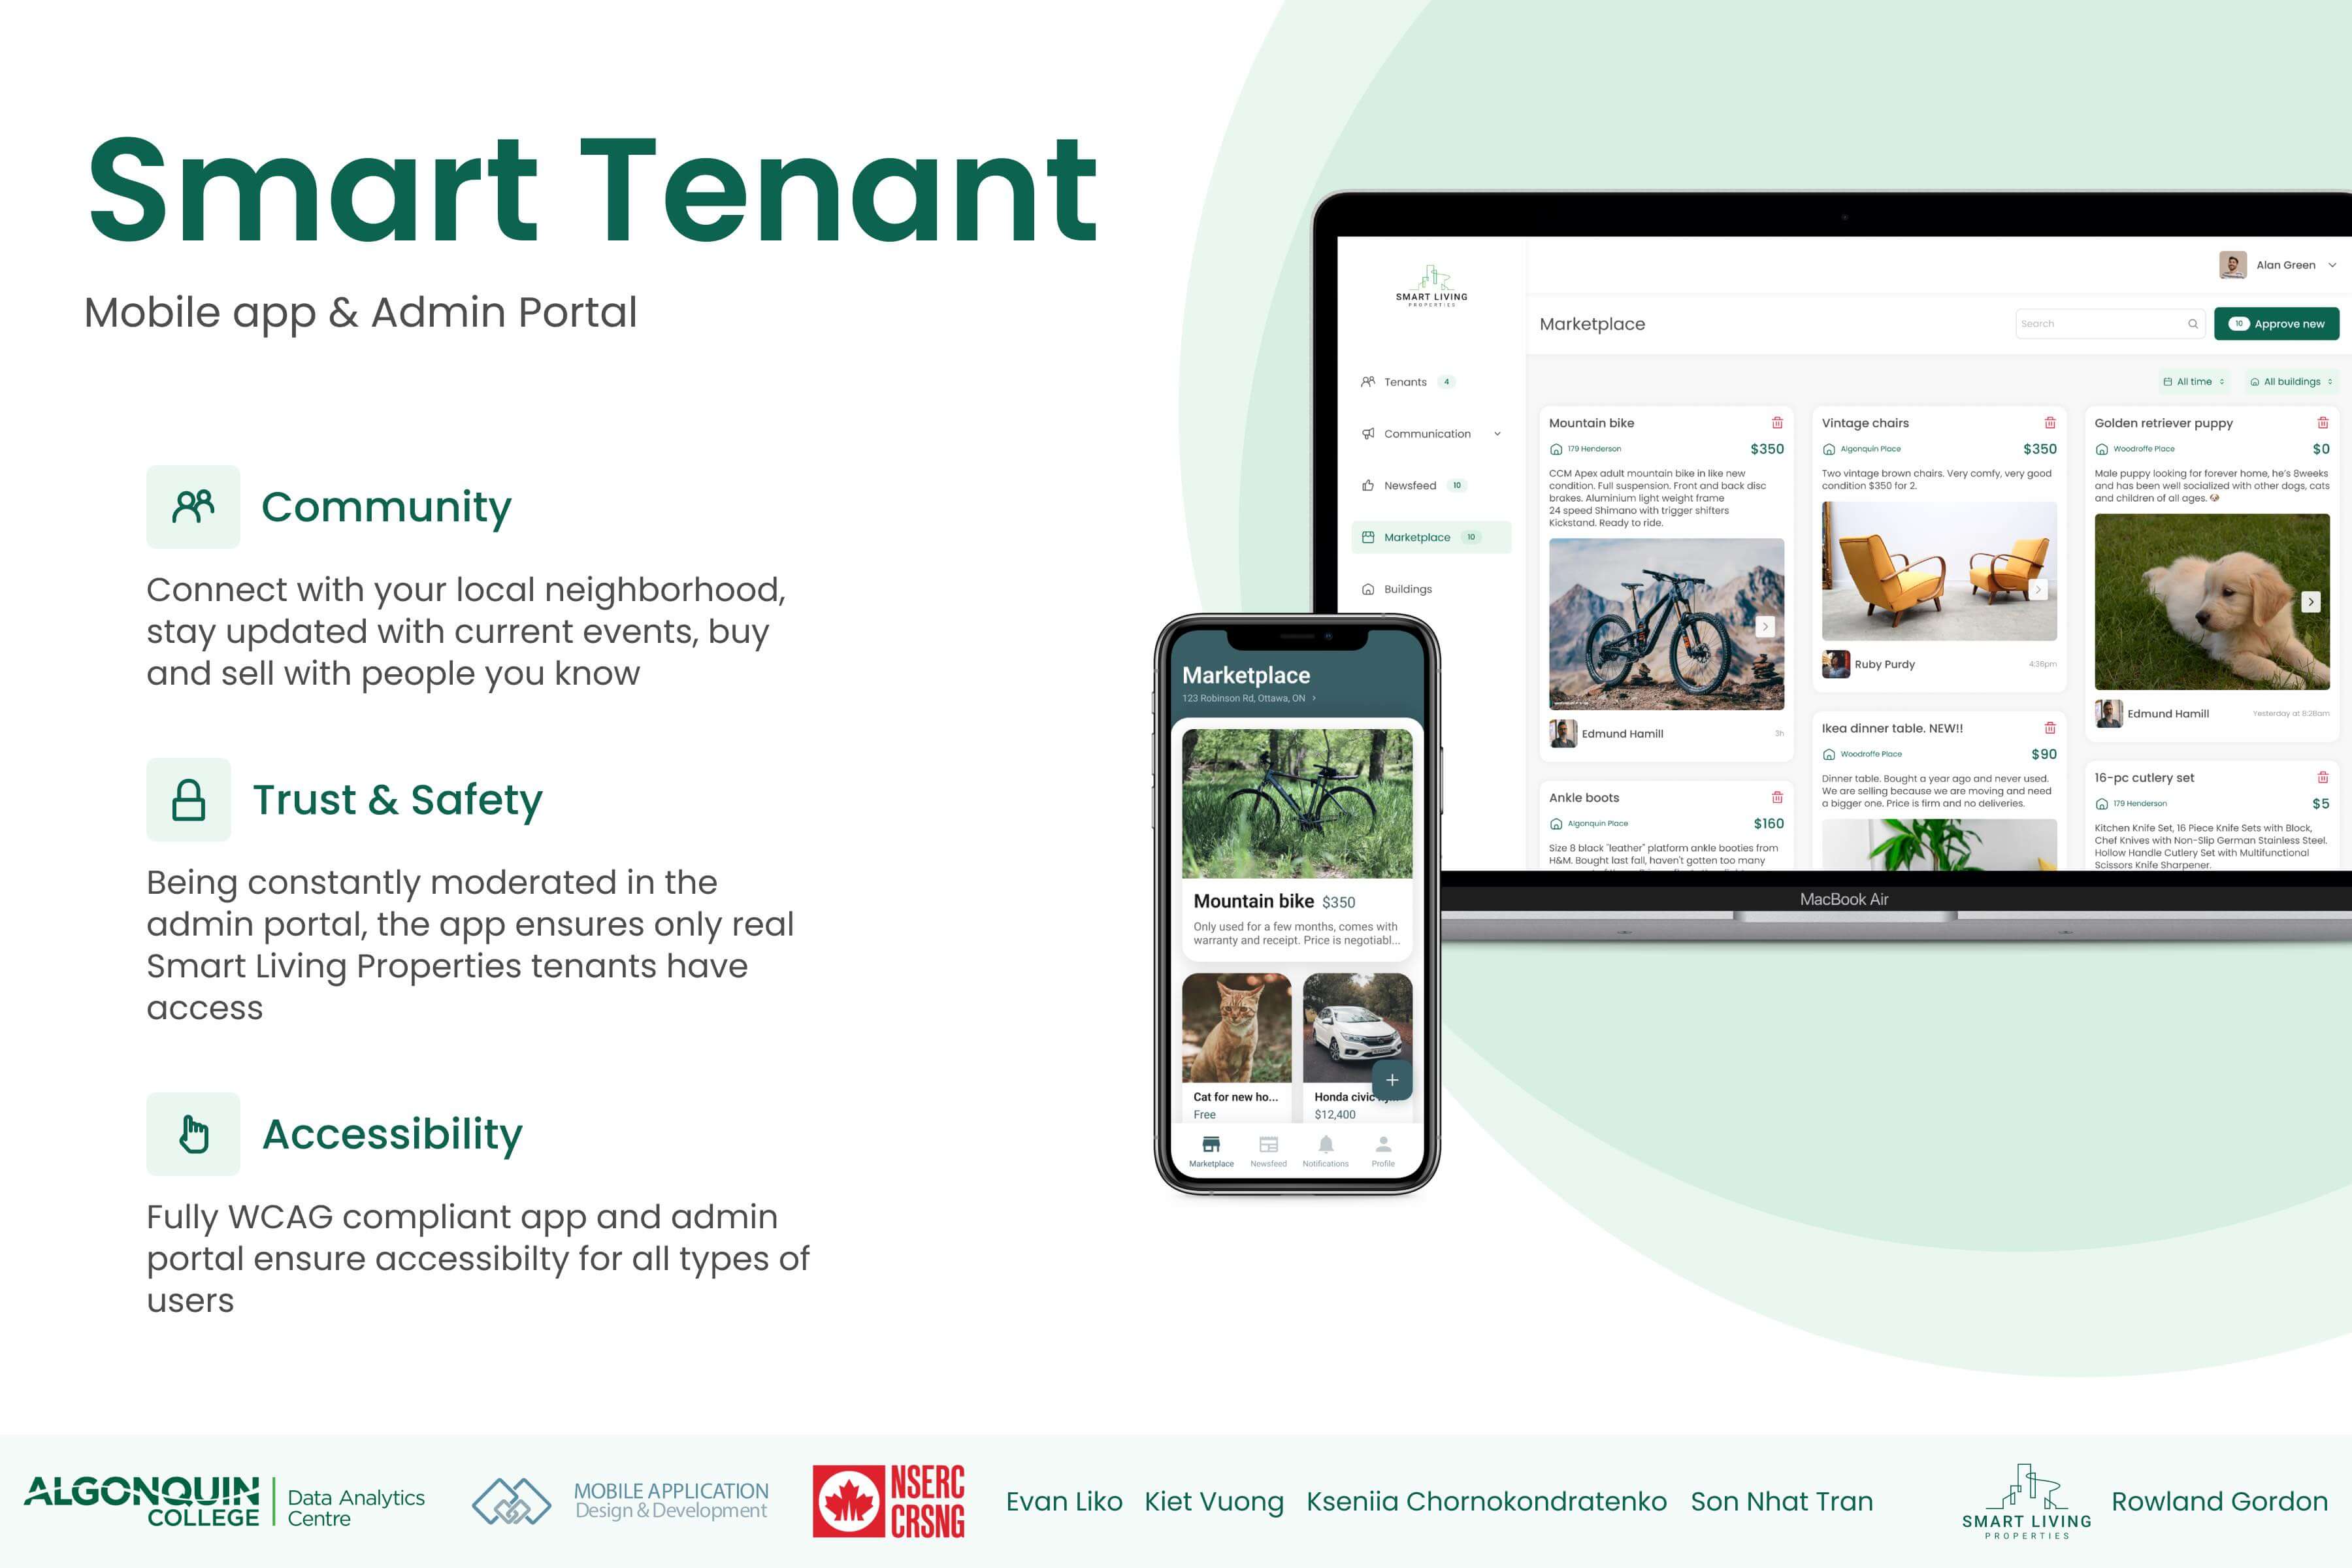 Smart Tenant
Mobile app & Admin Portal
Community
Connect with your local neighborhood,
stay updated with current events, buy
and sell with people you know
Trust & Safety
Being constantly moderated in the
admin portal, the app ensures only real
Smart Living Properties tenants have
access
Accessibility
Fully WCAG compliant app and admin
portal ensure accessibilty for all types of
users
SMART LIVING
PROPERTIES
Tenants 4
Communication
Newsfeed 10
Marketplace 10
Buildings
Alan Green
Marketplace
Search
10 Approve new
All time
All buildings
Mountain bike
179 Henderson $350
CCM Apex adult mountain bike in like new
condition. Full suspension. Front and back disc
brakes. Aluminium light weight frame
24 speed Shimano with trigger shifters
Kickstand. Ready to ride.
Edmund Hamill 3h
Ankle boots
Algonquin Place $160
Size 8 black "leather" platform ankle booties from
H&M. Bought last fall, haven't gotten too many
Vintage chairs
Algonquin Place $350
Two vintage brown chairs. Very comfy, very good
condition $350 for 2.
Ruby Purdy 4:36pm
Ikea dinner table. NEW!!
Woodroffe Place $90
Dinner table. Bought a year ago and never used.
We are selling because we are moving and need
a bigger one. Price is firm and no deliveries.
Golden retriever puppy
Woodroffe Place $0
Male puppy looking for forever home, he's 8weeks
and has been well socialized with other dogs, cats
and children of all ages.
Edmund Hamill Yesterday at 8:28am
16-pc cutlery set
179 Henderson $5
Kitchen Knife Set, 16 Piece Knife Sets with Block,
Chef Knives with Non-Slip German Stainless Steel.
Hollow Handle Cutlery Set with Multifunctional
Scissors Knife Sharpener.
MacBook Air
Marketplace
123 Robinson Rd, Ottawa, ON
Mountain bike $350
Only used for a few months, comes with
warranty and receipt. Price is negotiabl...
Cat for new ho...
Free
Honda civic
$12,400
Marketplace Newsfeed Notifications Profile
ALGONQUIN
COLLEGE
Data Analytics
Centre
MOBILE APPLICATION
Design & Development
NSERC
CRSNG
Evan Liko Kiet Vuong Kseniia Chornokondratenko Son Nhat Tran
SMART LIVING
PROPERTIES
Rowland Gordon